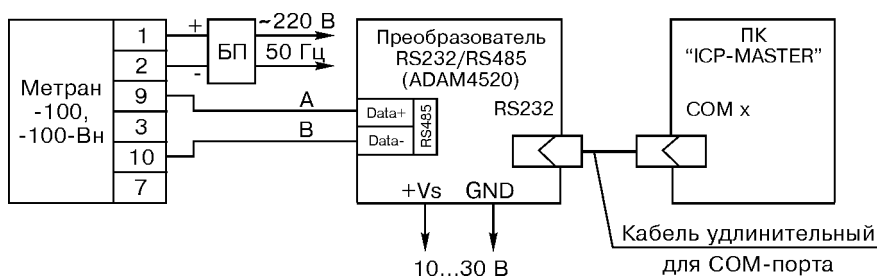 Метран
-100,
-100-Вн
1
2
9
3
10
7
+
-
БП
~220 В
50 Гц
A
B
Преобразователь
RS232/RS485
(ADAM4520)
Data+
Data-
RS485
RS232
+Vs GND
10...30 В
ПК
“ICP-MASTER”
COM x
Кабель удлинительный
для COM-порта